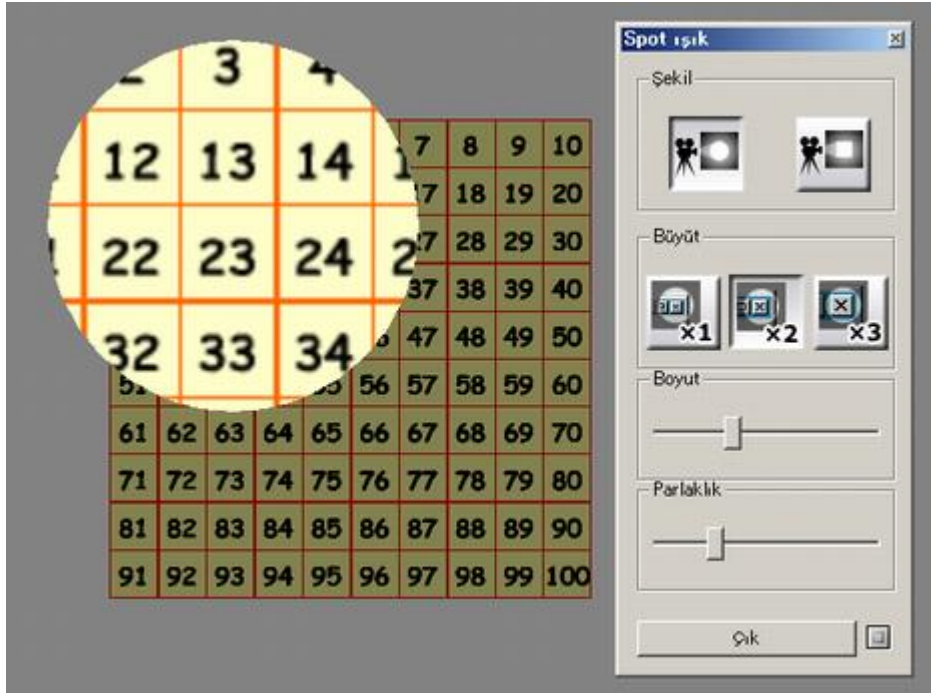 Spot ışık
Şekil
Büyüt
×1 ×2 ×3
Boyut
Parlaklık
Çık
3 4 7 8 9 10
12 13 14 17 18 19 20
22 23 24 27 28 29 30
37 38 39 40
32 33 34 47 48 49 50
51 55 56 57 58 59 60
61 62 63 64 65 66 67 68 69 70
71 72 73 74 75 76 77 78 79 80
81 82 83 84 85 86 87 88 89 90
91 92 93 94 95 96 97 98 99 100